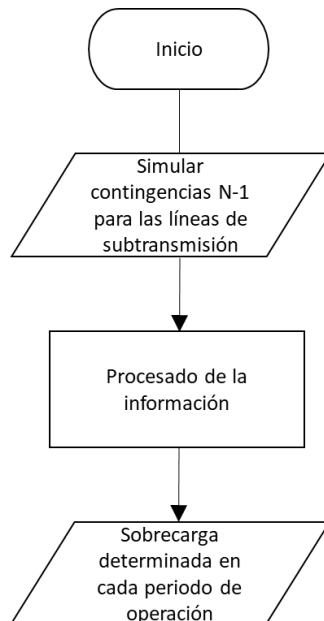 Inicio
Simular
contingencias N-1
para las líneas de
subtransmisión
Procesado de la
información
Sobrecarga
determinada en
cada periodo de
operación